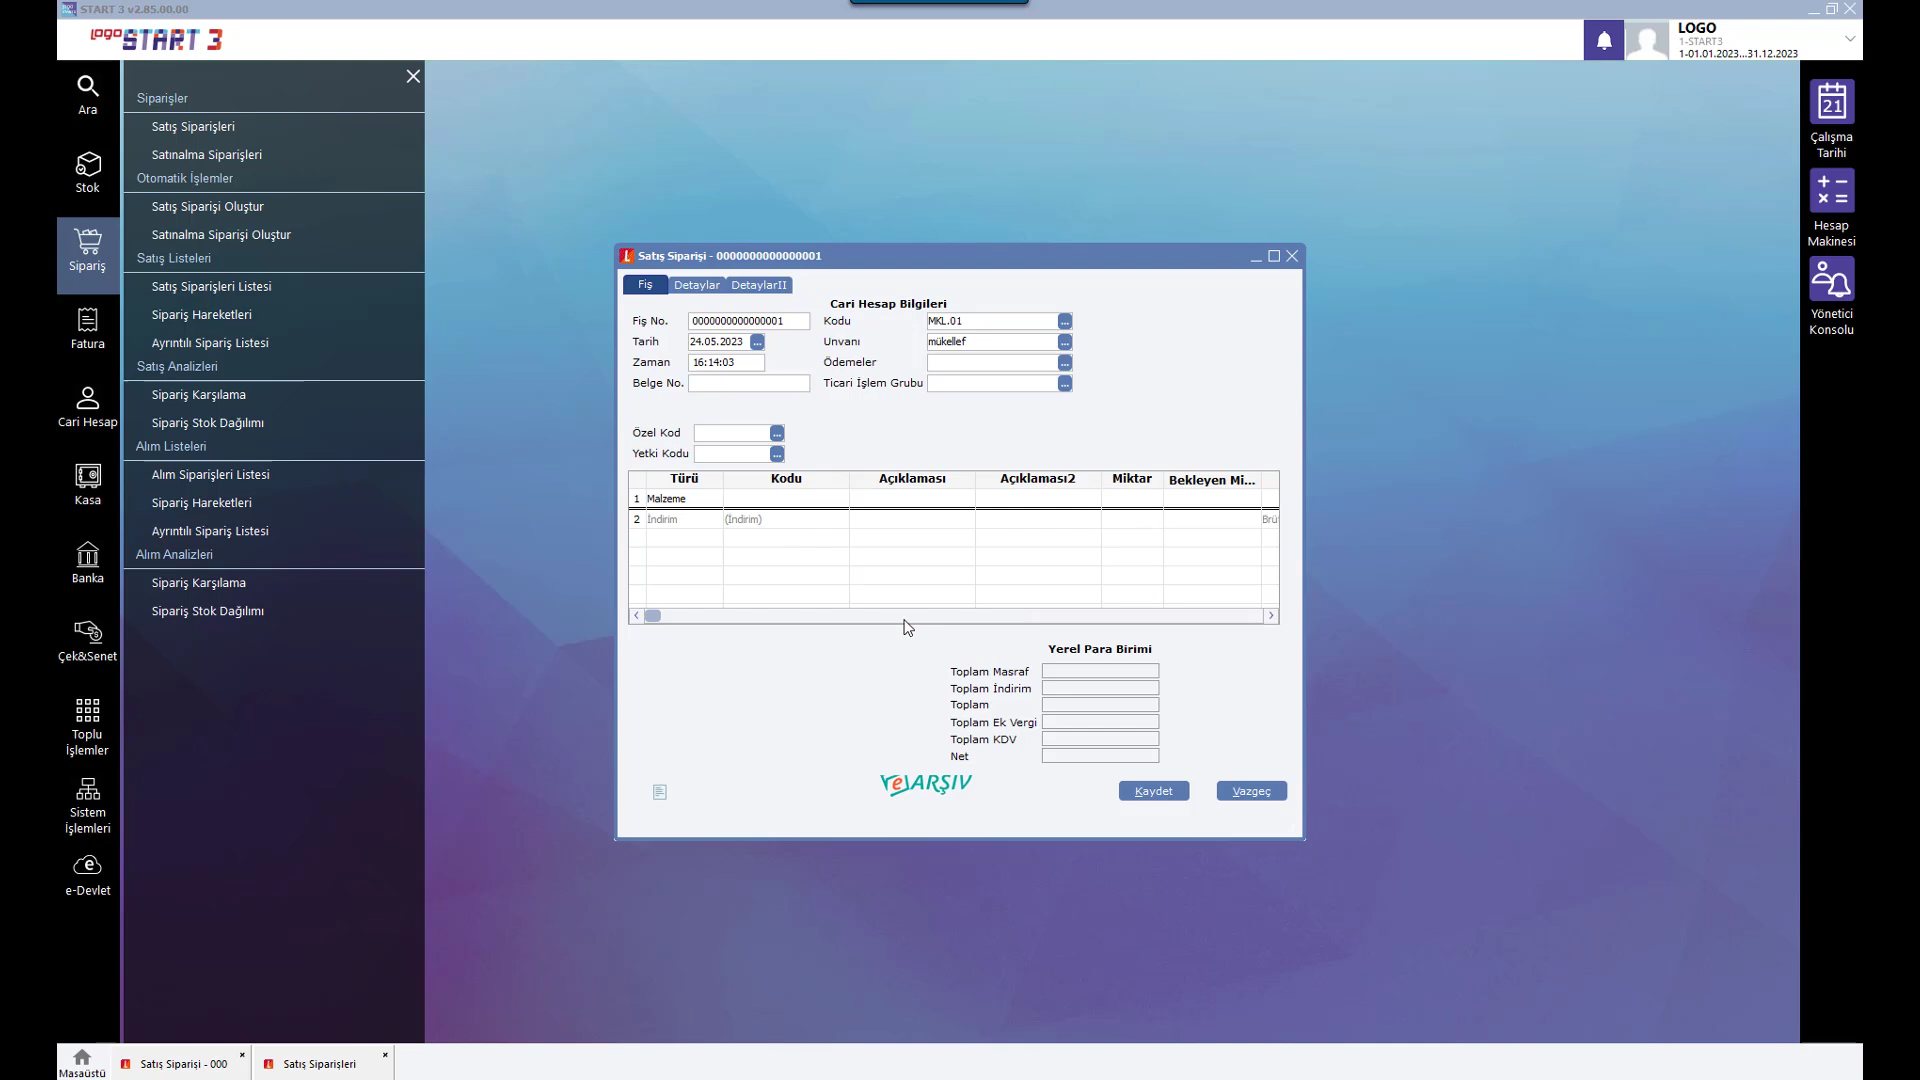 START 3 v2.85.00.00
LOGO START 3
LOGO
1-START3
1-01.01.2023...31.12.2023
Ara
Stok
Sipariş
Fatura
Cari Hesap
Kasa
Banka
Çek&Senet
Toplu
İşlemler
Sistem
İşlemleri
e-Devlet
Siparişler
Satış Siparişleri
Satınalma Siparişleri
Otomatik İşlemler
Satış Siparişi Oluştur
Satınalma Siparişi Oluştur
Satış Listeleri
Satış Siparişleri Listesi
Sipariş Hareketleri
Ayrıntılı Sipariş Listesi
Satış Analizleri
Sipariş Karşılama
Sipariş Stok Dağılımı
Alım Listeleri
Alım Siparişleri Listesi
Sipariş Hareketleri
Ayrıntılı Sipariş Listesi
Alım Analizleri
Sipariş Karşılama
Sipariş Stok Dağılımı
Satış Siparişi - 0000000000000001
Fiş Detaylar DetaylarII
Cari Hesap Bilgileri
Fiş No. 0000000000000001 Kodu MKL.01 ...
Tarih 24.05.2023 ... Unvanı mükellef ...
Zaman 16:14:03 Ödemeler ...
Belge No. Ticari İşlem Grubu ...
Özel Kod ...
Yetki Kodu ...
Türü Kodu Açıklaması Açıklaması2 Miktar Bekleyen Mi...
1 Malzeme
2 İndirim (İndirim) Brü
Yerel Para Birimi
Toplam Masraf
Toplam İndirim
Toplam
Toplam Ek Vergi
Toplam KDV
Net
e ARŞIV
Kaydet Vazgeç
21
Çalışma
Tarihi
Hesap
Makinesi
Yönetici
Konsolu
Masaüstü
Satış Siparişi - 000
Satış Siparişleri